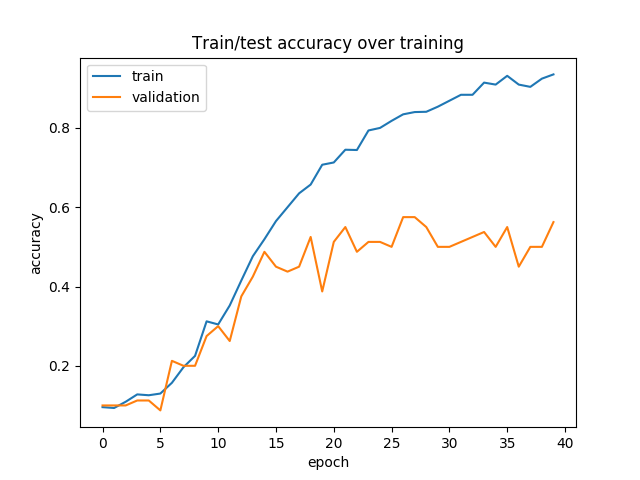 Train/test accuracy over training
train
validation
accuracy
0.8
0.6
0.4
0.2
0 5 10 15 20 25 30 35 40
epoch